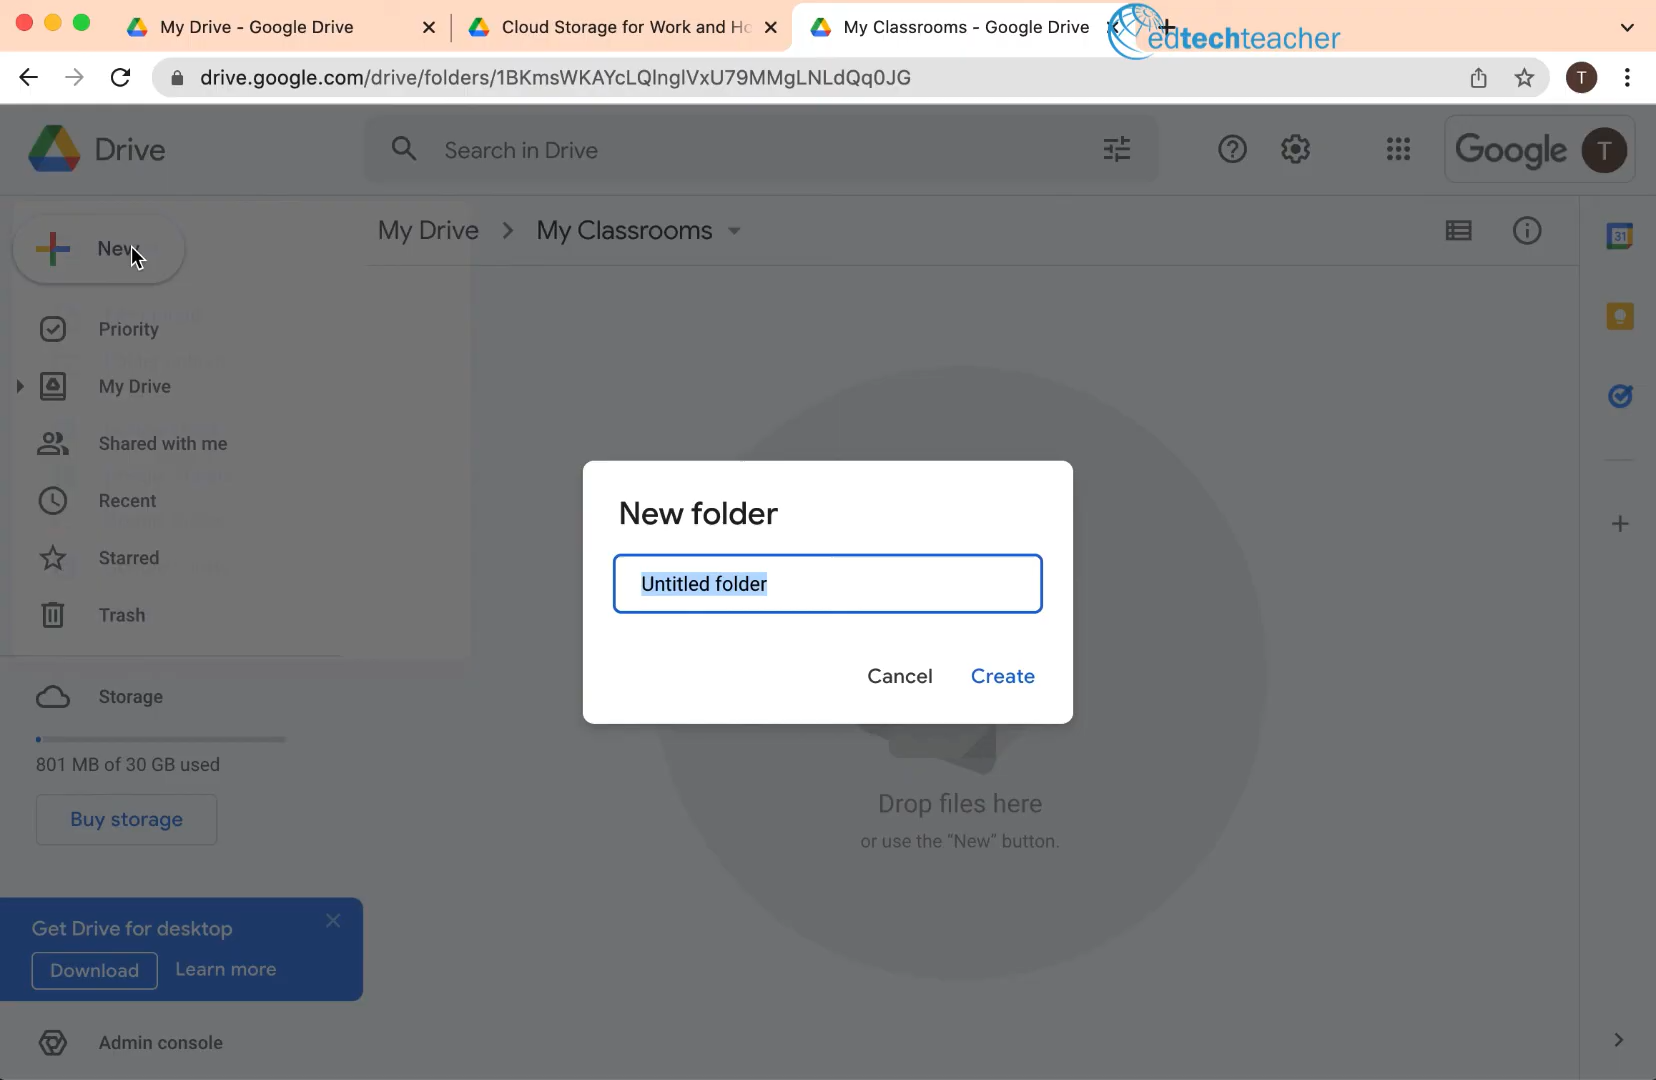 My Drive - Google Drive
Cloud Storage for Work and Ho
My Classrooms - Google Drive
edtechteacher
drive.google.com/drive/folders/1BKmsWKAYcLQlnglVxU79MMgLNLdQq0JG
T
Drive
Search in Drive
Google
T
New
My Drive
My Classrooms
31
Priority
My Drive
Shared with me
Recent
Starred
Trash
New folder
Untitled folder
Cancel
Create
Storage
801 MB of 30 GB used
Buy storage
Drop files here
or use the “New” button.
Get Drive for desktop
Download
Learn more
Admin console